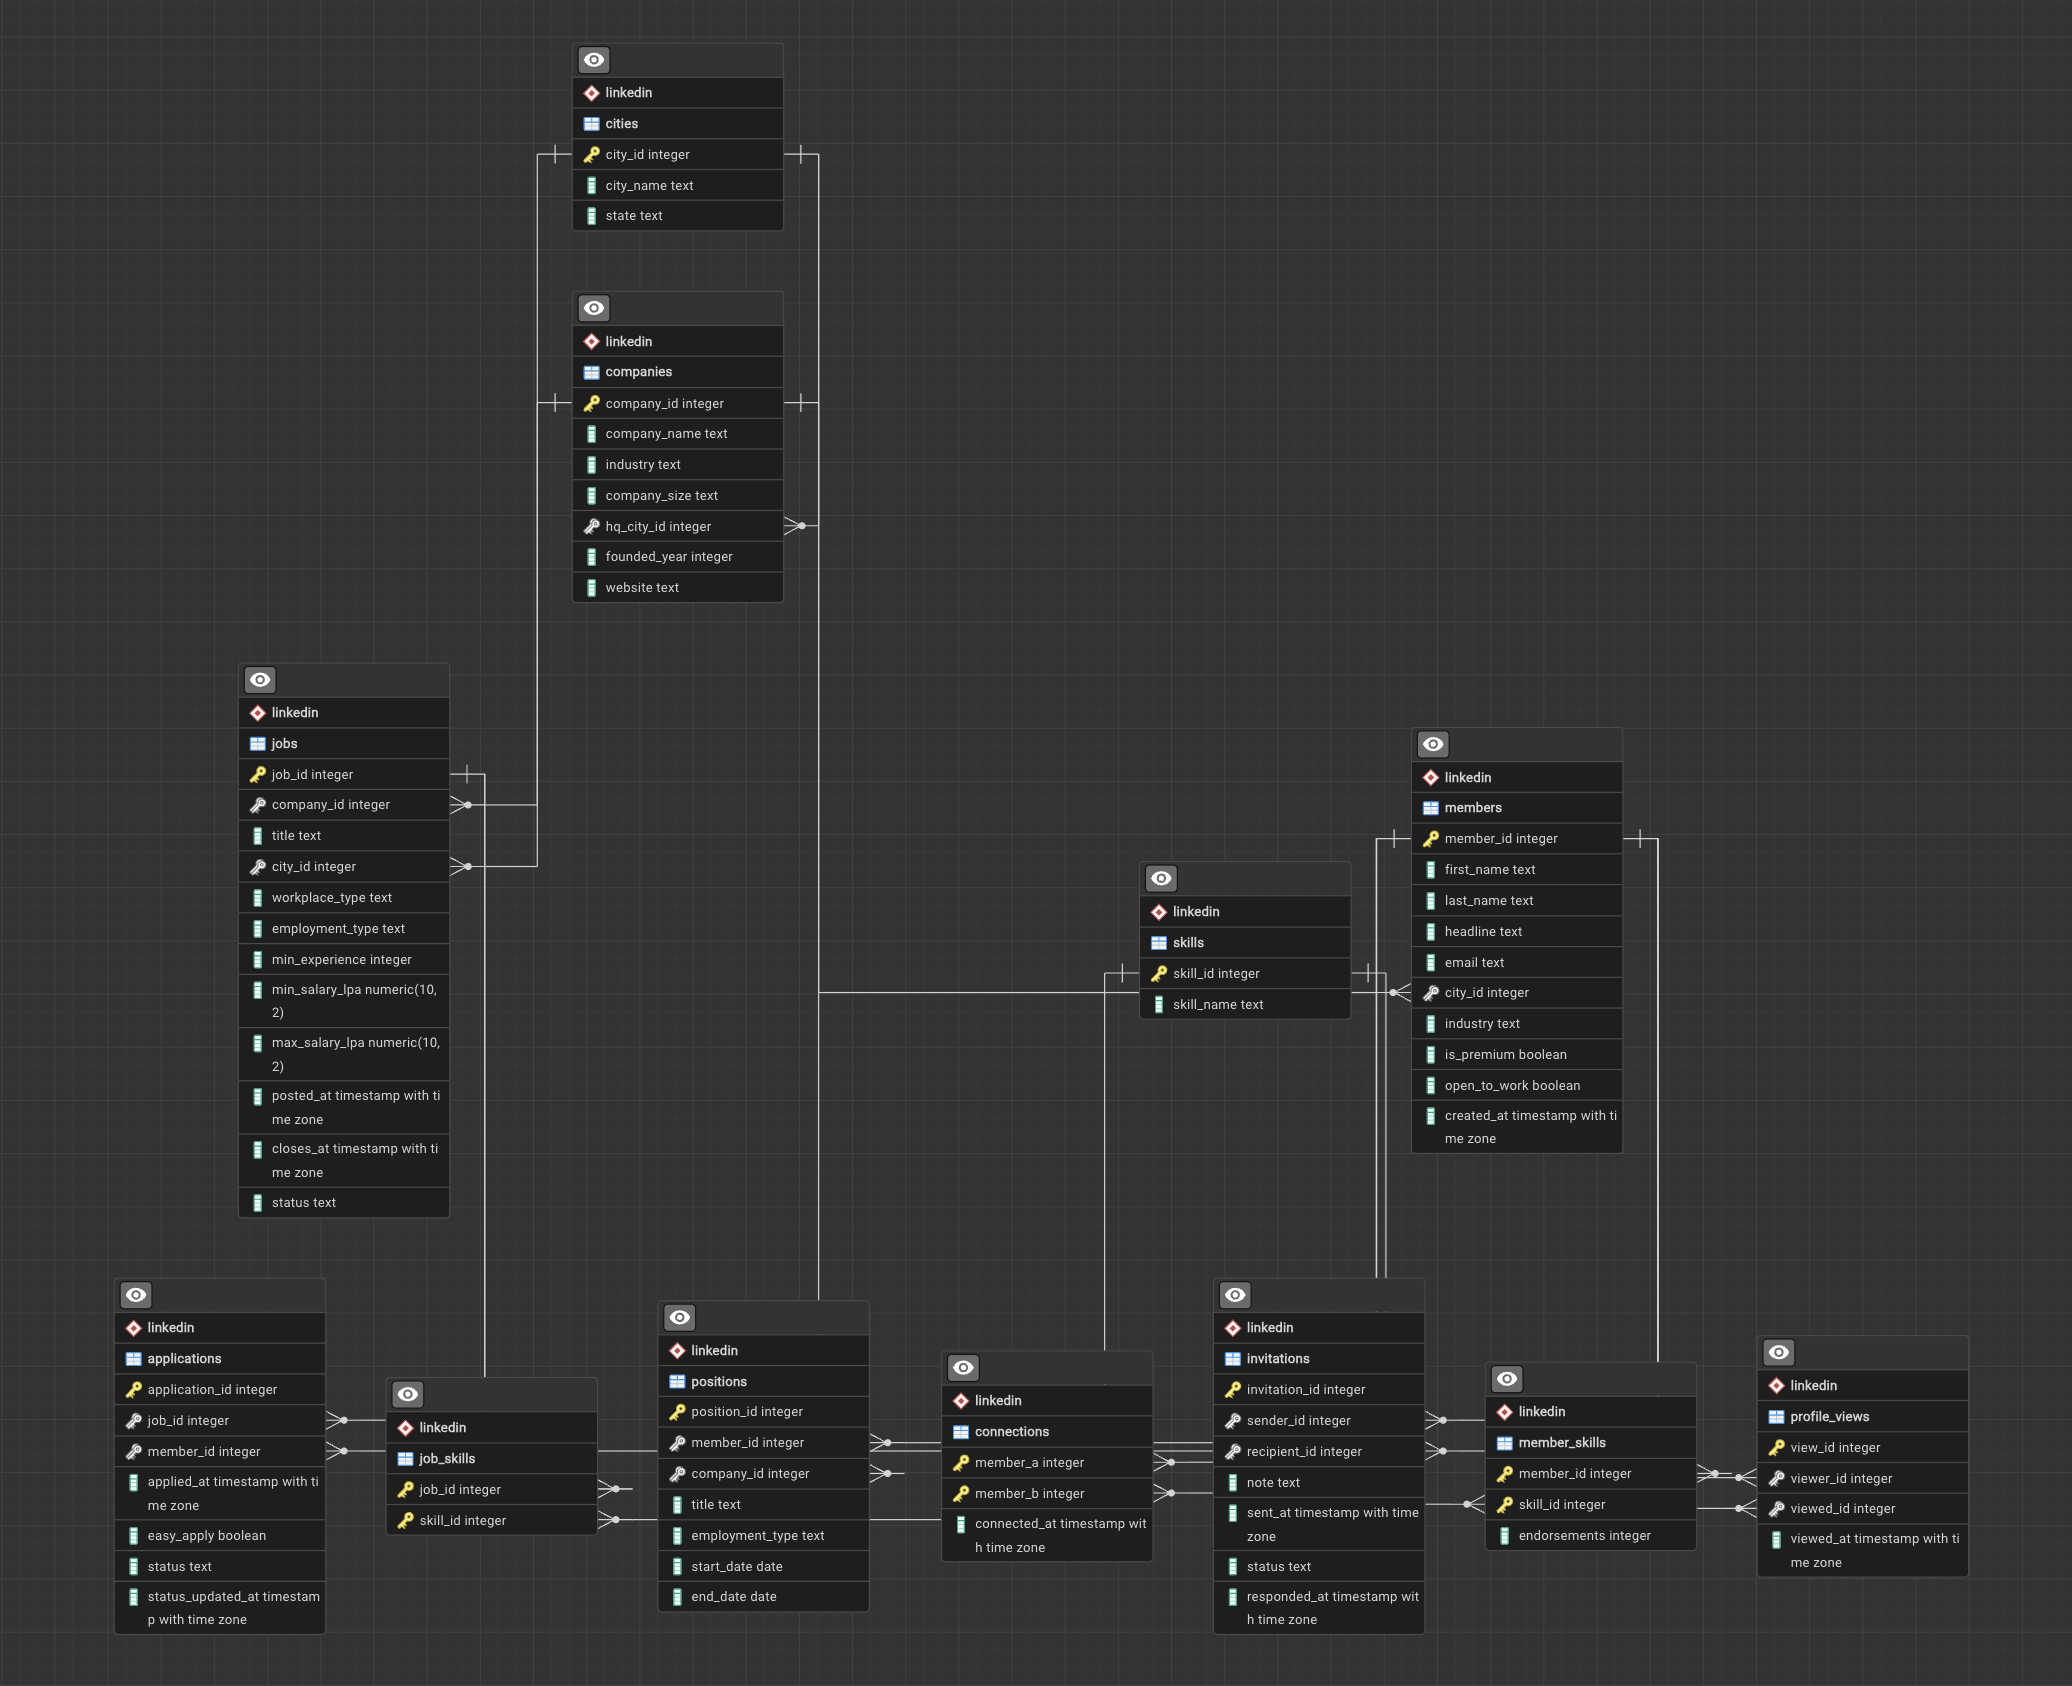 linkedin
cities
city_id integer
city_name text
state text
linkedin
companies
company_id integer
company_name text
industry text
company_size text
hq_city_id integer
founded_year integer
website text
linkedin
jobs
job_id integer
company_id integer
title text
city_id integer
workplace_type text
employment_type text
min_experience integer
min_salary_lpa numeric(10,
2)
max_salary_lpa numeric(10,
2)
posted_at timestamp with ti
me zone
closes_at timestamp with ti
me zone
status text
linkedin
skills
skill_id integer
skill_name text
linkedin
members
member_id integer
first_name text
last_name text
headline text
email text
city_id integer
industry text
is_premium boolean
open_to_work boolean
created_at timestamp with ti
me zone
linkedin
applications
application_id integer
job_id integer
member_id integer
applied_at timestamp with ti
me zone
easy_apply boolean
status text
status_updated_at timestam
p with time zone
linkedin
job_skills
job_id integer
skill_id integer
linkedin
positions
position_id integer
member_id integer
company_id integer
title text
employment_type text
start_date date
end_date date
linkedin
connections
member_a integer
member_b integer
connected_at timestamp wit
h time zone
linkedin
invitations
invitation_id integer
sender_id integer
recipient_id integer
note text
sent_at timestamp with time
zone
status text
responded_at timestamp wit
h time zone
linkedin
member_skills
member_id integer
skill_id integer
endorsements integer
linkedin
profile_views
view_id integer
viewer_id integer
viewed_id integer
viewed_at timestamp with ti
me zone